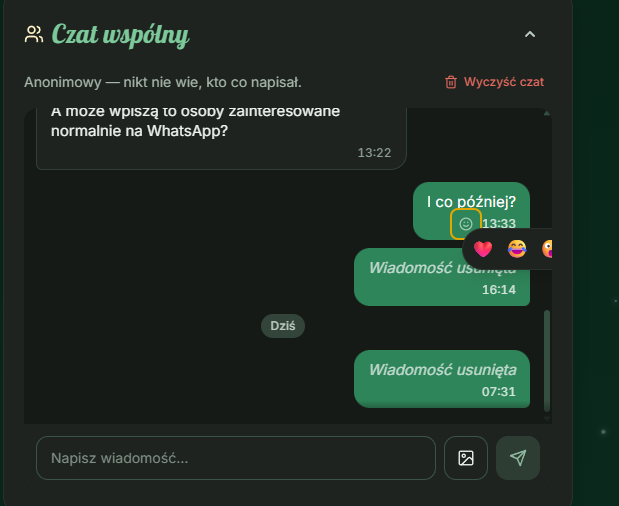 Czat wspólny
Anonimowy — nikt nie wie, kto co napisał.
Wyczyść czat
A może wpiszą to osoby zainteresowane
normalnie na WhatsApp?
13:22
I co później?
13:33
Wiadomość usunięta
16:14
Dziś
Wiadomość usunięta
07:31
Napisz wiadomość...